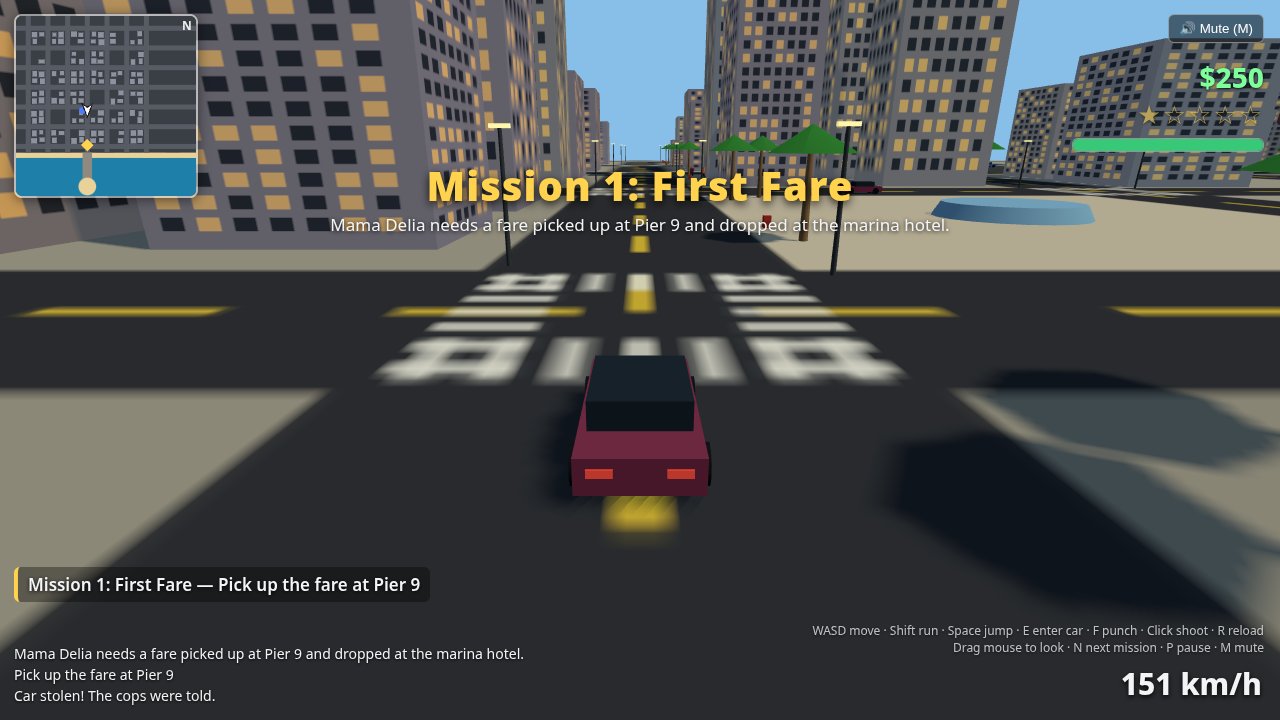 N
Mute (M)
$250
Mission 1: First Fare
Mama Delia needs a fare picked up at Pier 9 and dropped at the marina hotel.
Mission 1: First Fare — Pick up the fare at Pier 9
WASD move · Shift run · Space jump · E enter car · F punch · Click shoot · R reload
Drag mouse to look · N next mission · P pause · M mute
Mama Delia needs a fare picked up at Pier 9 and dropped at the marina hotel.
Pick up the fare at Pier 9
Car stolen! The cops were told.
151 km/h